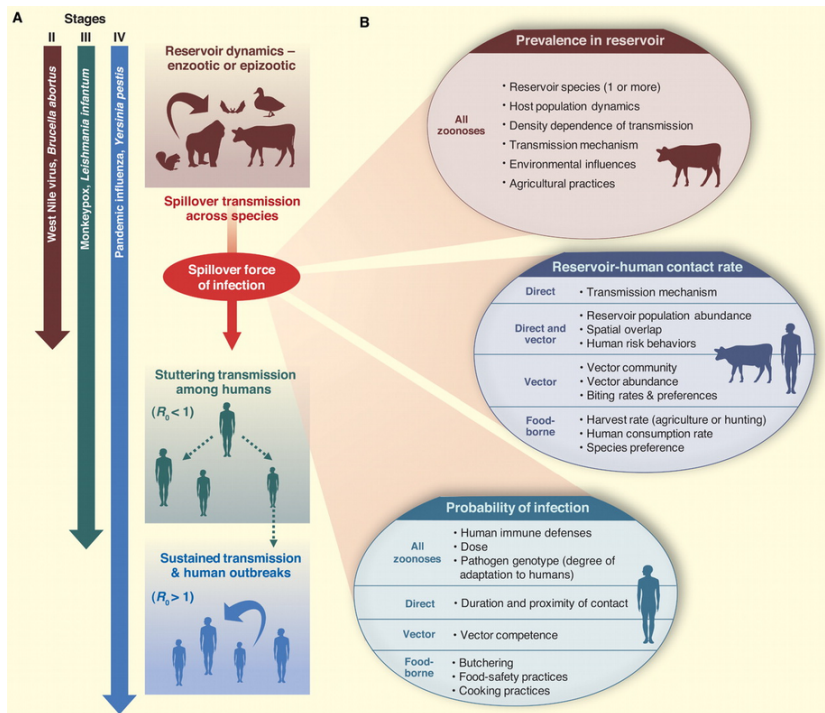 A
Stages
II III IV
West Nile virus, Brucella abortus
Monkeypox, Leishmania infantum
Pandemic influenza, Yersinia pestis
Reservoir dynamics –
enzootic or epizootic
Spillover transmission
across species
Spillover force
of infection
Stuttering transmission
among humans
(R0 < 1)
Sustained transmission
& human outbreaks
(R0 > 1)
B
Prevalence in reservoir
All
zoonoses
• Reservoir species (1 or more)
• Host population dynamics
• Density dependence of transmission
• Transmission mechanism
• Environmental influences
• Agricultural practices
Reservoir-human contact rate
Direct • Transmission mechanism
Direct and
vector
• Reservoir population abundance
• Spatial overlap
• Human risk behaviors
Vector
• Vector community
• Vector abundance
• Biting rates & preferences
Food-
borne
• Harvest rate (agriculture or hunting)
• Human consumption rate
• Species preference
Probability of infection
All
zoonoses
• Human immune defenses
• Dose
• Pathogen genotype (degree of
adaptation to humans)
Direct • Duration and proximity of contact
Vector • Vector competence
Food-
borne
• Butchering
• Food-safety practices
• Cooking practices